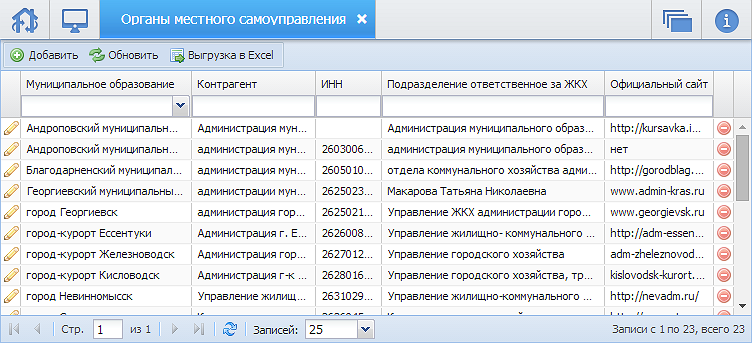 Органы местного самоуправления
Добавить Обновить Выгрузка в Excel
Муниципальное образование Контрагент ИНН Подразделение ответственное за ЖКХ Официальный сайт
Андроповский муниципальн... Администрация мун... Администрация муниципального образ... http://kursavka.i...
Андроповский муниципальн... администрация мун... 2603006... администрация муниципального образ... нет
Благодарненский муниципал... администрация мун... 2605010... отдела коммунального хозяйства адми... http://gorodblag....
Георгиевский муниципальны... администрация мун... 2625023... Макарова Татьяна Николаевна www.admin-kras.ru
город Георгиевск администрация гор... 2625021... Управление ЖКХ администрации горо... www.georgievsk.ru
город-курорт Ессентуки Администрация г. Е... 2626008... Управление жилищно- коммунального ... http://adm-essen...
город-курорт Железноводск Администрация гор... 2627012... Управление городского хозяйства adm-zheleznovod...
город-курорт Кисловодск Администрация г-к ... 2628016... Управление городского хозяйства, тр... kislovodsk-kurort....
город Невинномысск Управление жилищ... 2631029... Управление жилищно-коммунального ... http://nevadm.ru/
Стр. 1 из 1 Записей: 25 Записи с 1 по 23, всего 23